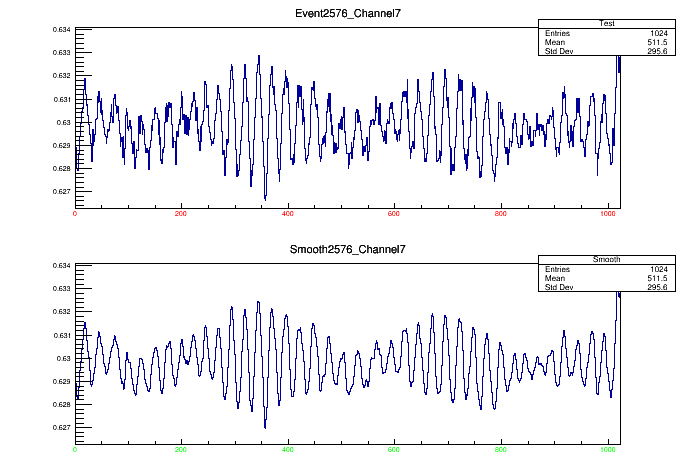 Event2576_Channel7
Test
Entries 1024
Mean 511.5
Std Dev 295.6
0.634
0.633
0.632
0.631
0.63
0.629
0.628
0.627
0 200 400 600 800 1000
Smooth2576_Channel7
Smooth
Entries 1024
Mean 511.5
Std Dev 295.6
0.634
0.633
0.632
0.631
0.63
0.629
0.628
0.627
0 200 400 600 800 1000